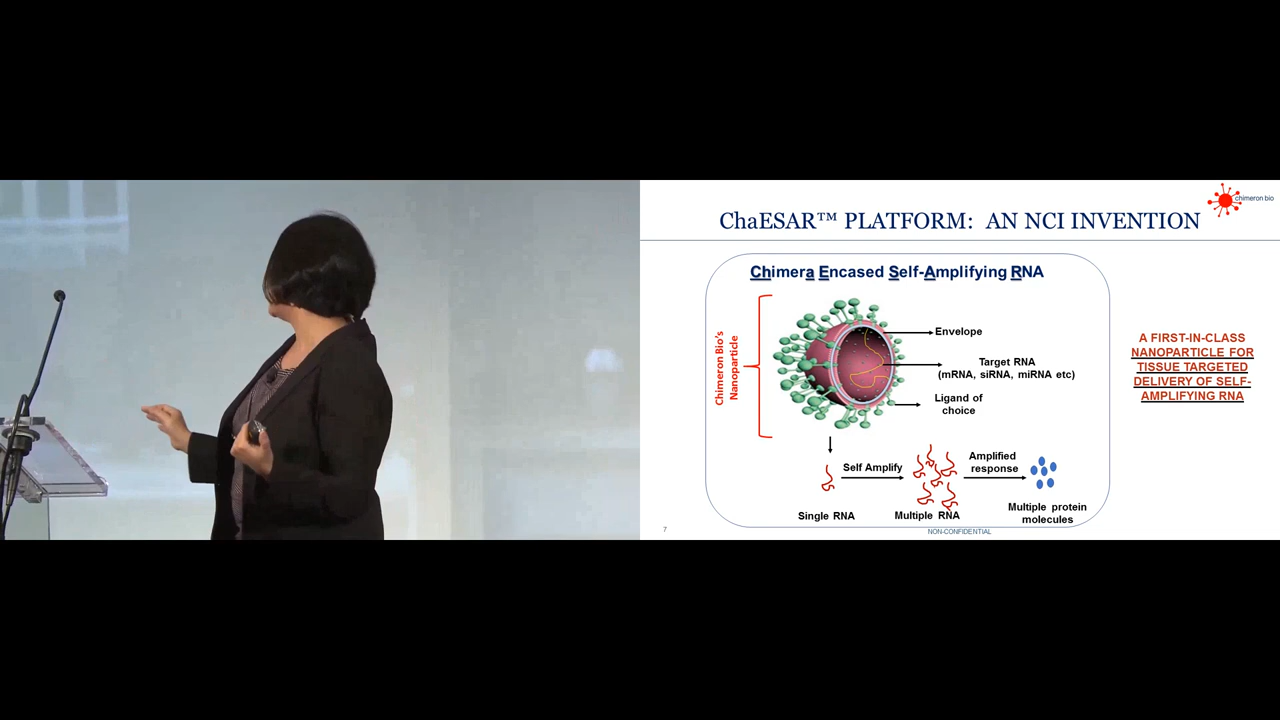 chimeron bio
ChaESAR™ PLATFORM: AN NCI INVENTION
Chimera Encased Self-Amplifying RNA
Chimeron Bio's
Nanoparticle
Envelope
Target RNA
(mRNA, siRNA, miRNA etc)
Ligand of
choice
Self Amplify
Amplified
response
Single RNA
Multiple RNA
Multiple protein
molecules
A FIRST-IN-CLASS
NANOPARTICLE FOR
TISSUE TARGETED
DELIVERY OF SELF-
AMPLIFYING RNA
7
NON-CONFIDENTIAL